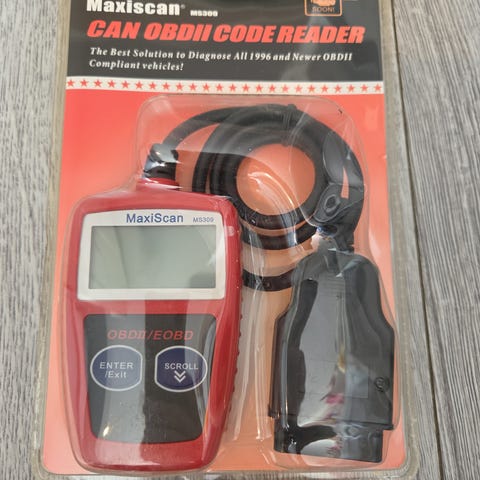 Maxiscan® MS309
SOON!
CAN OBDII CODE READER
The Best Solution to Diagnose All 1996 and Newer OBDII
Compliant vehicles!
MaxiScan MS309
OBDII/EOBD
ENTER
/Exit
SCROLL